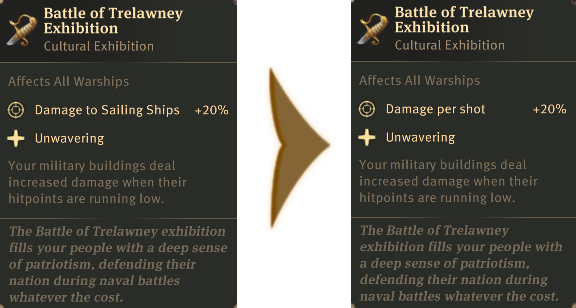 Battle of Trelawney
Exhibition
Cultural Exhibition
Affects All Warships
Damage to Sailing Ships +20%
Unwavering
Your military buildings deal
increased damage when their
hitpoints are running low.
The Battle of Trelawney exhibition
fills your people with a deep sense
of patriotism, defending their
nation during naval battles
whatever the cost.
Battle of Trelawney
Exhibition
Cultural Exhibition
Affects All Warships
Damage per shot +20%
Unwavering
Your military buildings deal
increased damage when their
hitpoints are running low.
The Battle of Trelawney
exhibition fills your people with
a deep sense of patriotism,
defending their nation during
naval battles whatever the cost.